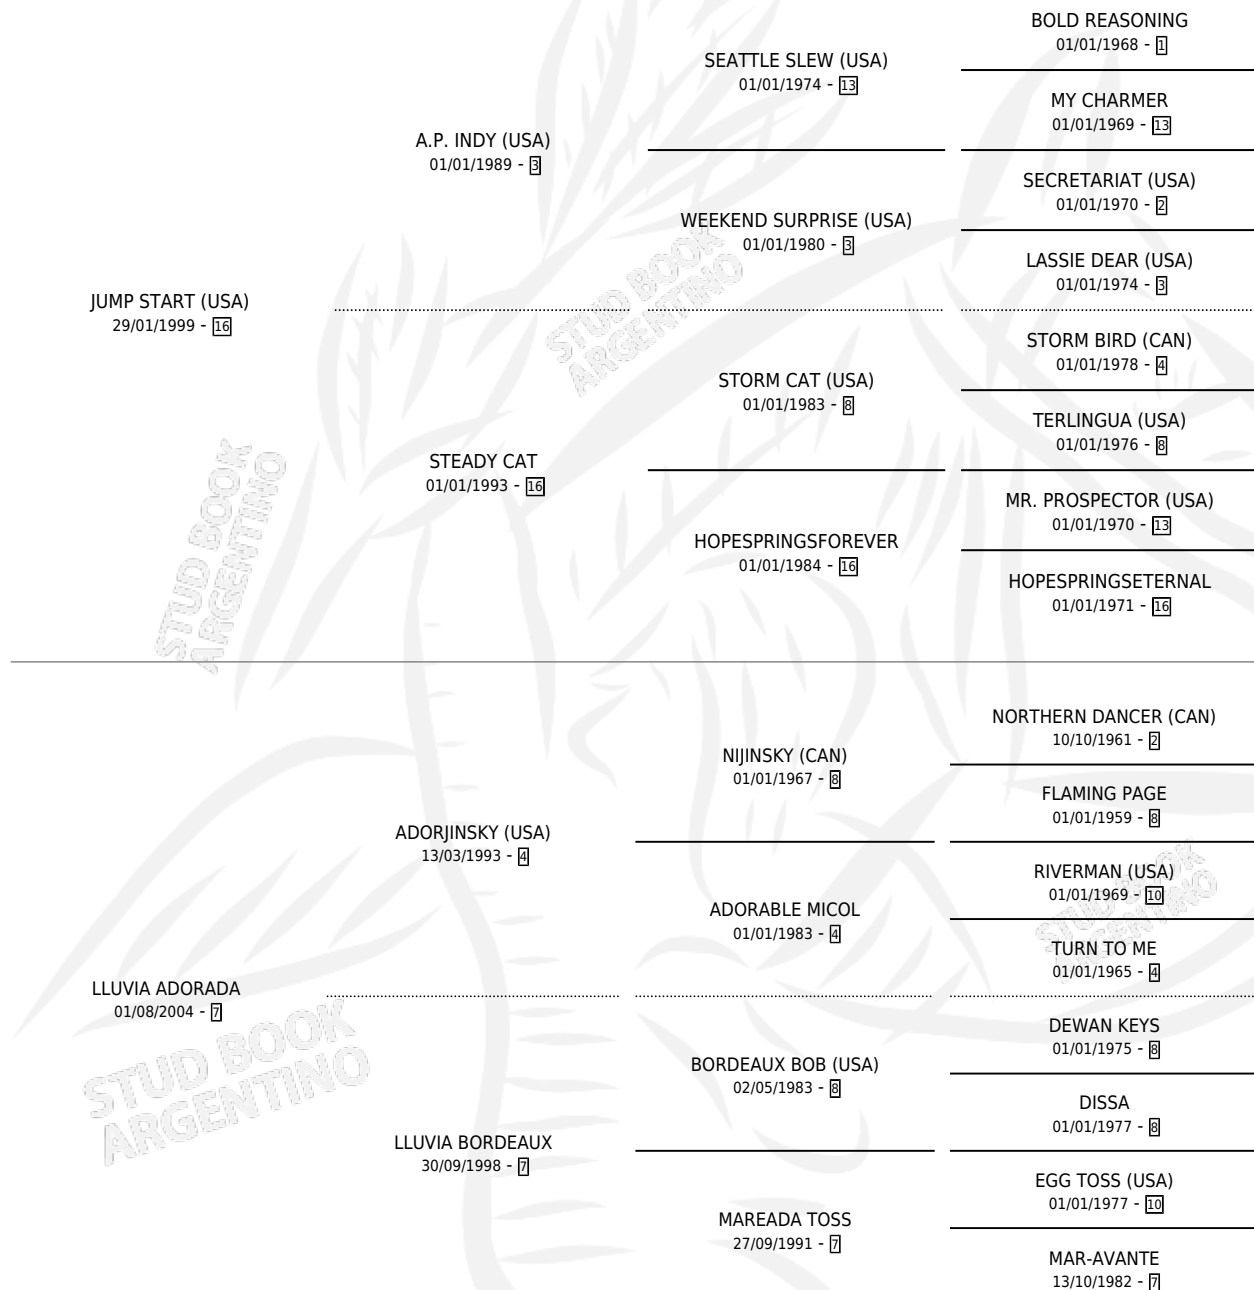 BOLD REASONING
01/01/1968 - 1
SEATTLE SLEW (USA)
01/01/1974 - 13
MY CHARMER
01/01/1969 - 13
A.P. INDY (USA)
01/01/1989 - 3
SECRETARIAT (USA)
01/01/1970 - 2
WEEKEND SURPRISE (USA)
01/01/1980 - 3
LASSIE DEAR (USA)
01/01/1974 - 3
JUMP START (USA)
29/01/1999 - 16
STORM BIRD (CAN)
01/01/1978 - 4
STORM CAT (USA)
01/01/1983 - 8
TERLINGUA (USA)
01/01/1976 - 8
STEADY CAT
01/01/1993 - 16
MR. PROSPECTOR (USA)
01/01/1970 - 13
HOPESPRINGSFOREVER
01/01/1984 - 16
HOPESPRINGSETERNAL
01/01/1971 - 16
NORTHERN DANCER (CAN)
10/10/1961 - 2
NIJINSKY (CAN)
01/01/1967 - 8
FLAMING PAGE
01/01/1959 - 8
ADORJINSKY (USA)
13/03/1993 - 4
RIVERMAN (USA)
01/01/1969 - 10
ADORABLE MICOL
01/01/1983 - 4
TURN TO ME
01/01/1965 - 4
LLUVIA ADORADA
01/08/2004 - 7
DEWAN KEYS
01/01/1975 - 8
BORDEAUX BOB (USA)
02/05/1983 - 8
DISSA
01/01/1977 - 8
LLUVIA BORDEAUX
30/09/1998 - 7
EGG TOSS (USA)
01/01/1977 - 10
MAREADA TOSS
27/09/1991 - 7
MAR-AVANTE
13/10/1982 - 7
STUD BOOK
ARGENTINO
STUD BOOK
ARGENTINO
STUD BOOK
ARGENTINO
STUD BOOK
ARGENTINO